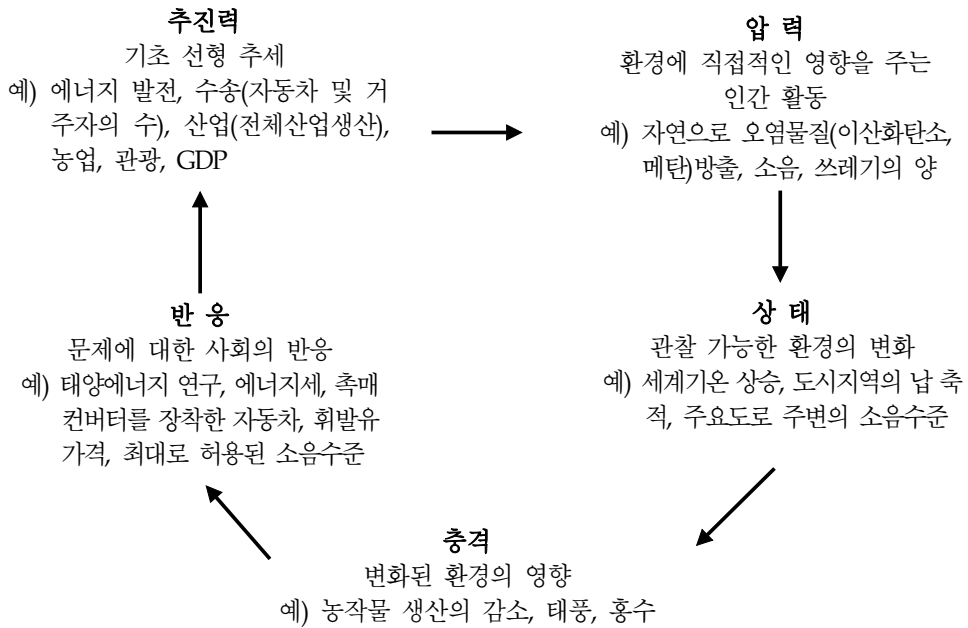 추진력
기초 선형 추세
예) 에너지 발전, 수송(자동차 및 거
주자의 수), 산업(전체산업생산),
농업, 관광, GDP
압 력
환경에 직접적인 영향을 주는
인간 활동
예) 자연으로 오염물질(이산화탄소,
메탄)방출, 소음, 쓰레기의 양
반 응
문제에 대한 사회의 반응
예) 태양에너지 연구, 에너지세, 촉매
컨버터를 장착한 자동차, 휘발유
가격, 최대로 허용된 소음수준
상 태
관찰 가능한 환경의 변화
예) 세계기온 상승, 도시지역의 납 축
적, 주요도로 주변의 소음수준
충격
변화된 환경의 영향
예) 농작물 생산의 감소, 태풍, 홍수